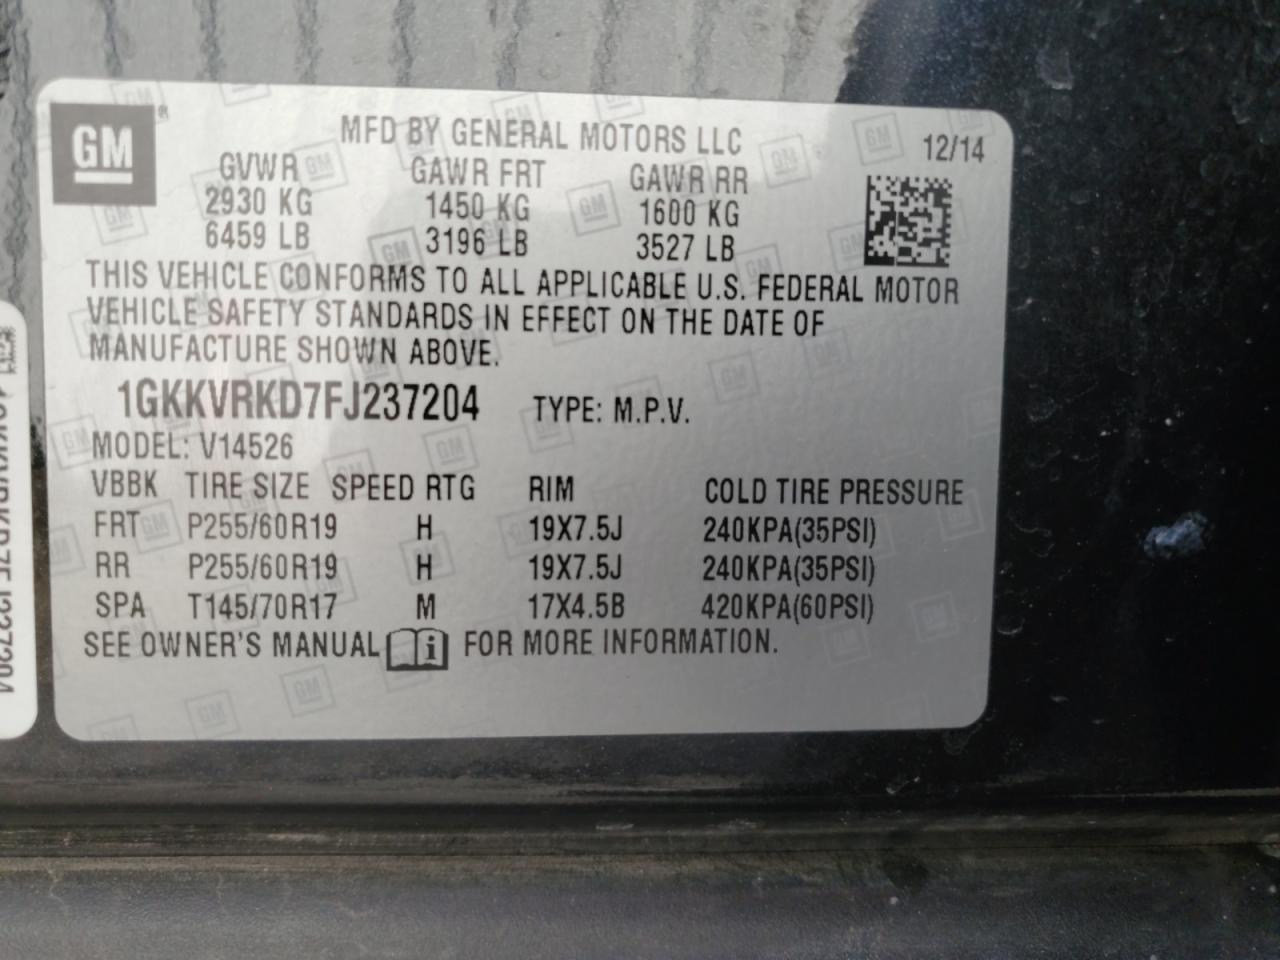 GM®
MFD BY GENERAL MOTORS LLC
12/14
GVWR GAWR FRT GAWR RR
2930 KG 1450 KG 1600 KG
6459 LB 3196 LB 3527 LB
THIS VEHICLE CONFORMS TO ALL APPLICABLE U.S. FEDERAL MOTOR
VEHICLE SAFETY STANDARDS IN EFFECT ON THE DATE OF
MANUFACTURE SHOWN ABOVE.
1GKKVRKD7FJ237204 TYPE: M.P.V.
MODEL: V14526
VBBK TIRE SIZE SPEED RTG RIM COLD TIRE PRESSURE
FRT P255/60R19 H 19X7.5J 240KPA(35PSI)
RR P255/60R19 H 19X7.5J 240KPA(35PSI)
SPA T145/70R17 M 17X4.5B 420KPA(60PSI)
SEE OWNER'S MANUAL i FOR MORE INFORMATION.
1GKKVRKD7FJ237204